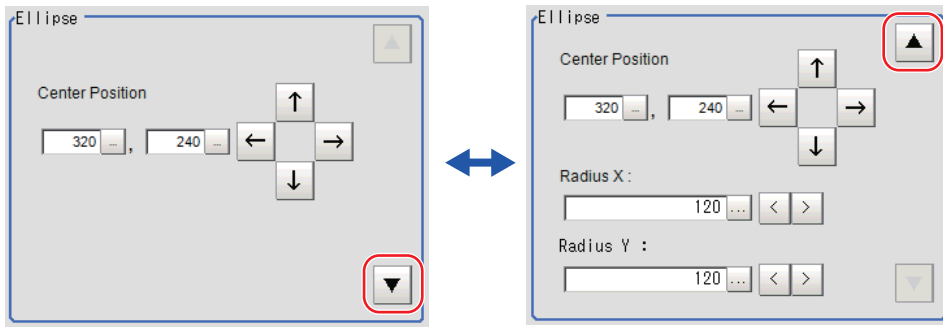 Ellipse
Center Position
320 ... , 240 ...
Ellipse
Center Position
320 ... , 240 ...
Radius X :
120 ... < >
Radius Y :
120 ... < >